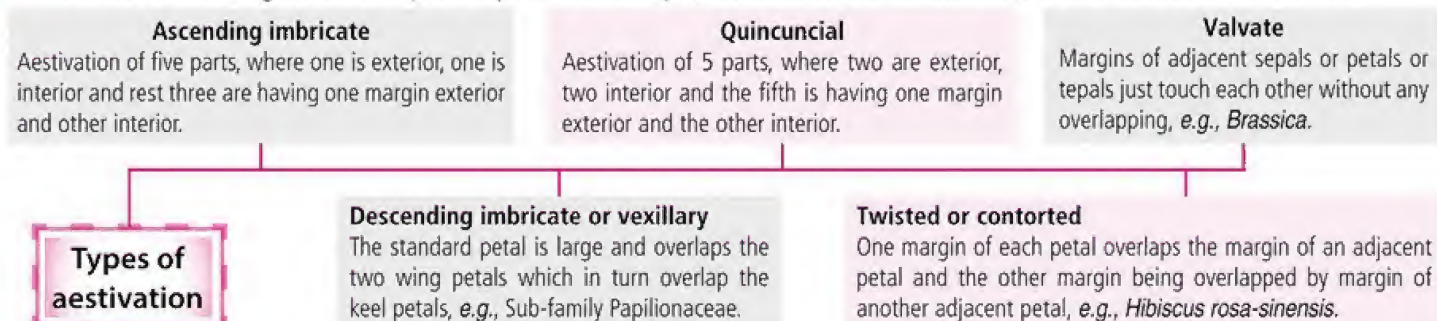 Ascending imbricate
Aestivation of five parts, where one is exterior, one is
interior and rest three are having one margin exterior
and other interior.
Quincuncial
Aestivation of 5 parts, where two are exterior,
two interior and the fifth is having one margin
exterior and the other interior.
Valvate
Margins of adjacent sepals or petals or
tepals just touch each other without any
overlapping, e.g., Brassica.
Types of
aestivation
Descending imbricate or vexillary
The standard petal is large and overlaps the
two wing petals which in turn overlap the
keel petals, e.g., Sub-family Papilionaceae.
Twisted or contorted
One margin of each petal overlaps the margin of an adjacent
petal and the other margin being overlapped by margin of
another adjacent petal, e.g., Hibiscus rosa-sinensis.